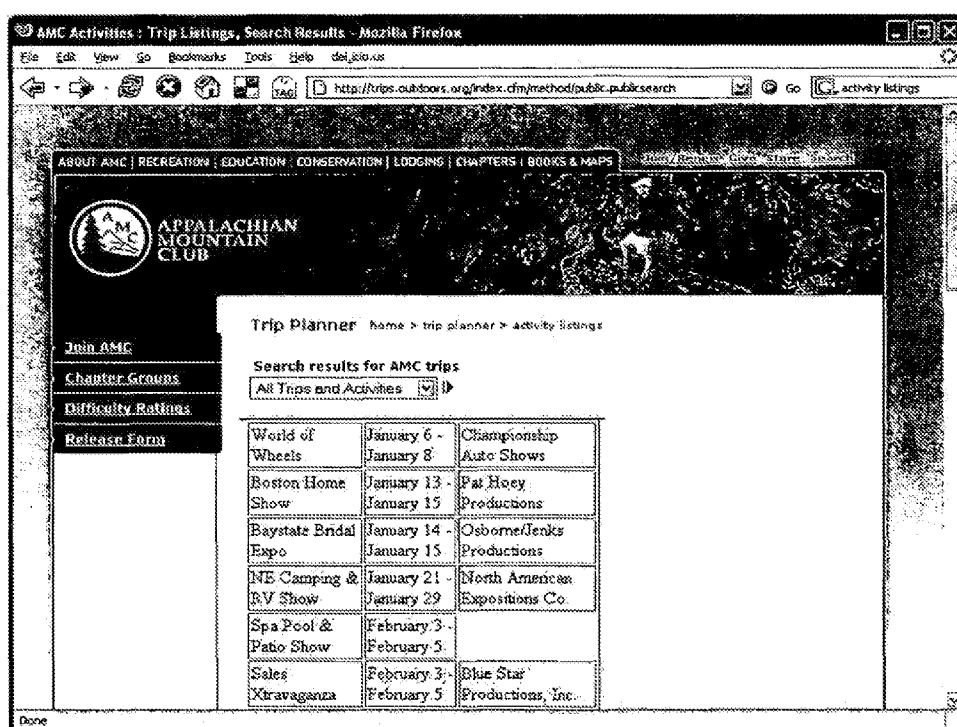 AMC Activities : Trip Listings, Search Results - Mozilla Firefox
File Edit View Go Bookmarks Tools Help del.icio.us
TAG http://trips.outdoors.org/index.cfm/method/public.publicsearch Go G activity listings
ABOUT AMC | RECREATION | EDUCATION | CONSERVATION | LODGING | CHAPTERS | BOOKS & MAPS
AMC
APPALACHIAN
MOUNTAIN
CLUB
Trip Planner home > trip planner > activity listings
Join AMC
Chapter Groups
Difficulty Ratings
Release Form
Search results for AMC trips
All Trips and Activities
World of January 6 - Championship
Wheels January 8 Auto Shows
Boston Home January 13 - Pat Hoey
Show January 15 Productions
Baystate Bridal January 14 - Osborne/Jenks
Expo January 15 Productions
NE Camping & January 21 - North American
RV Show January 29 Expositions Co.
Spa Pool & February 3 -
Patio Show February 5
Sales February 3 - Blue Star
Xtravaganza February 5 Productions, Inc.
Done